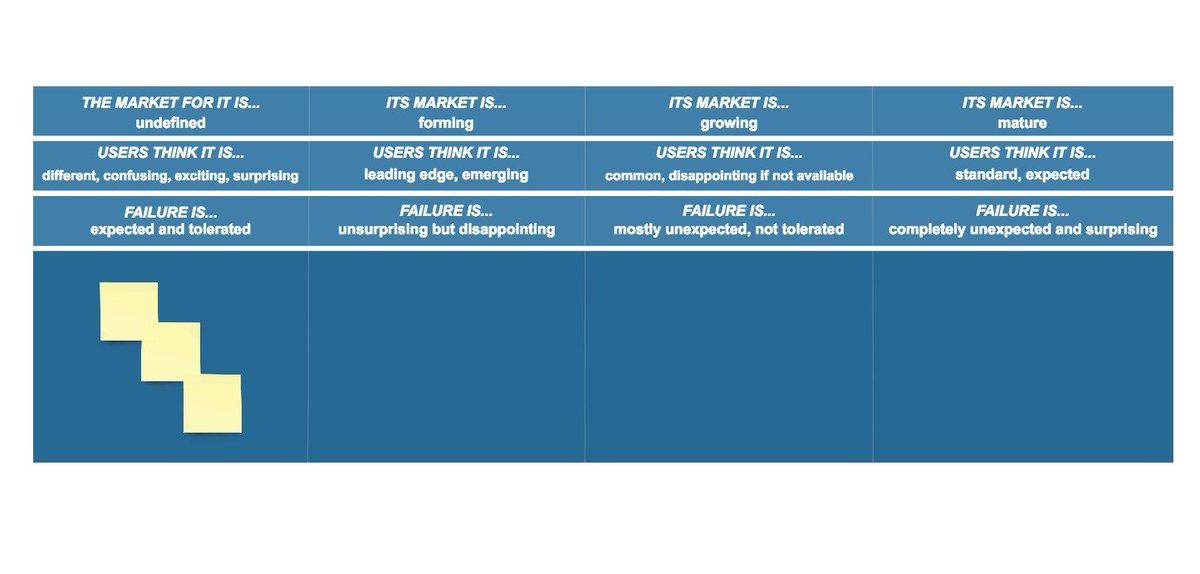 THE MARKET FOR IT IS...
undefined
ITS MARKET IS...
forming
ITS MARKET IS...
growing
ITS MARKET IS...
mature
USERS THINK IT IS...
different, confusing, exciting, surprising
USERS THINK IT IS...
leading edge, emerging
USERS THINK IT IS...
common, disappointing if not available
USERS THINK IT IS...
standard, expected
FAILURE IS...
expected and tolerated
FAILURE IS...
unsurprising but disappointing
FAILURE IS...
mostly unexpected, not tolerated
FAILURE IS...
completely unexpected and surprising